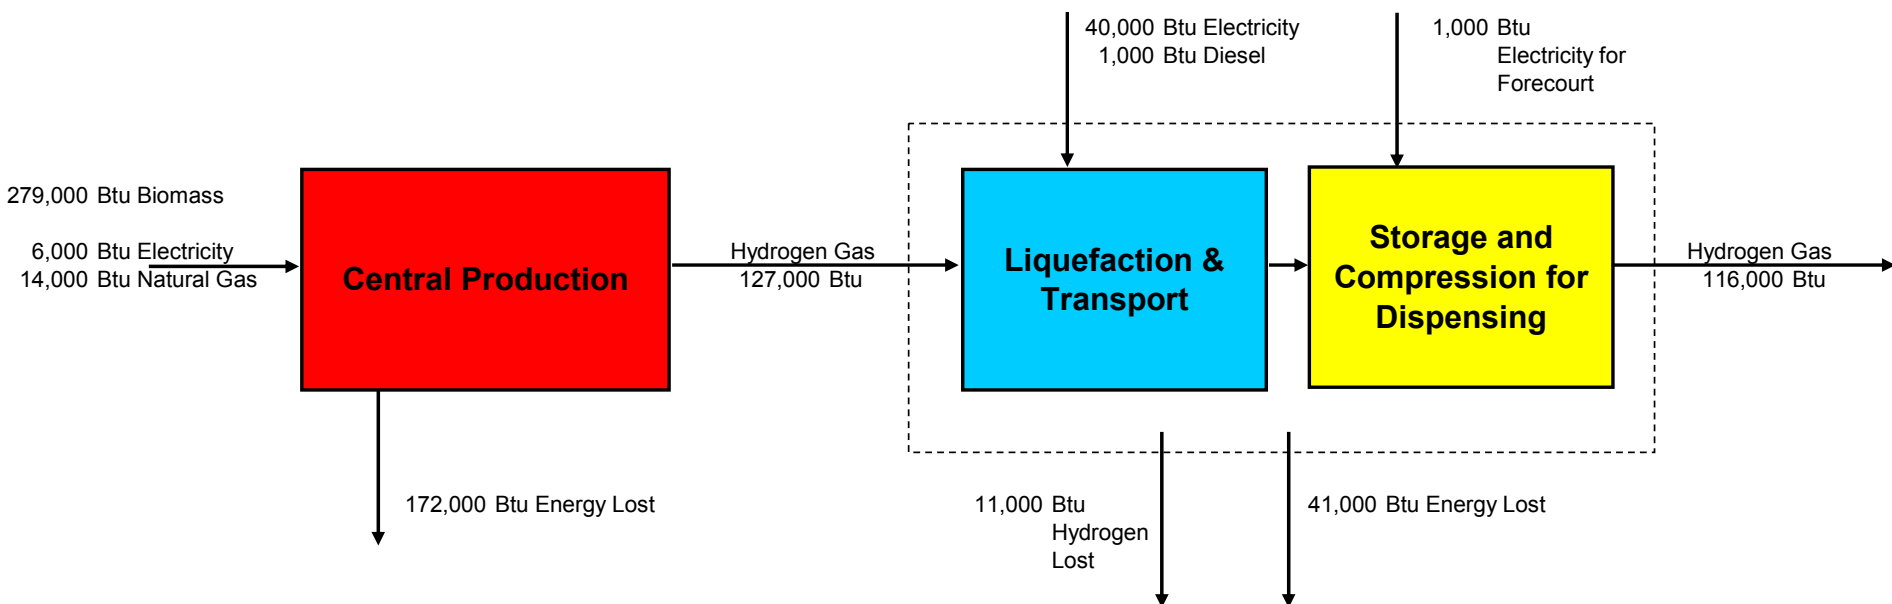 40,000 Btu Electricity
1,000 Btu Diesel
1,000 Btu
Electricity for
Forecourt
279,000 Btu Biomass
6,000 Btu Electricity
14,000 Btu Natural Gas
Central Production
Hydrogen Gas
127,000 Btu
Liquefaction &
Transport
Storage and
Compression for
Dispensing
Hydrogen Gas
116,000 Btu
172,000 Btu Energy Lost
11,000 Btu
Hydrogen
Lost
41,000 Btu Energy Lost